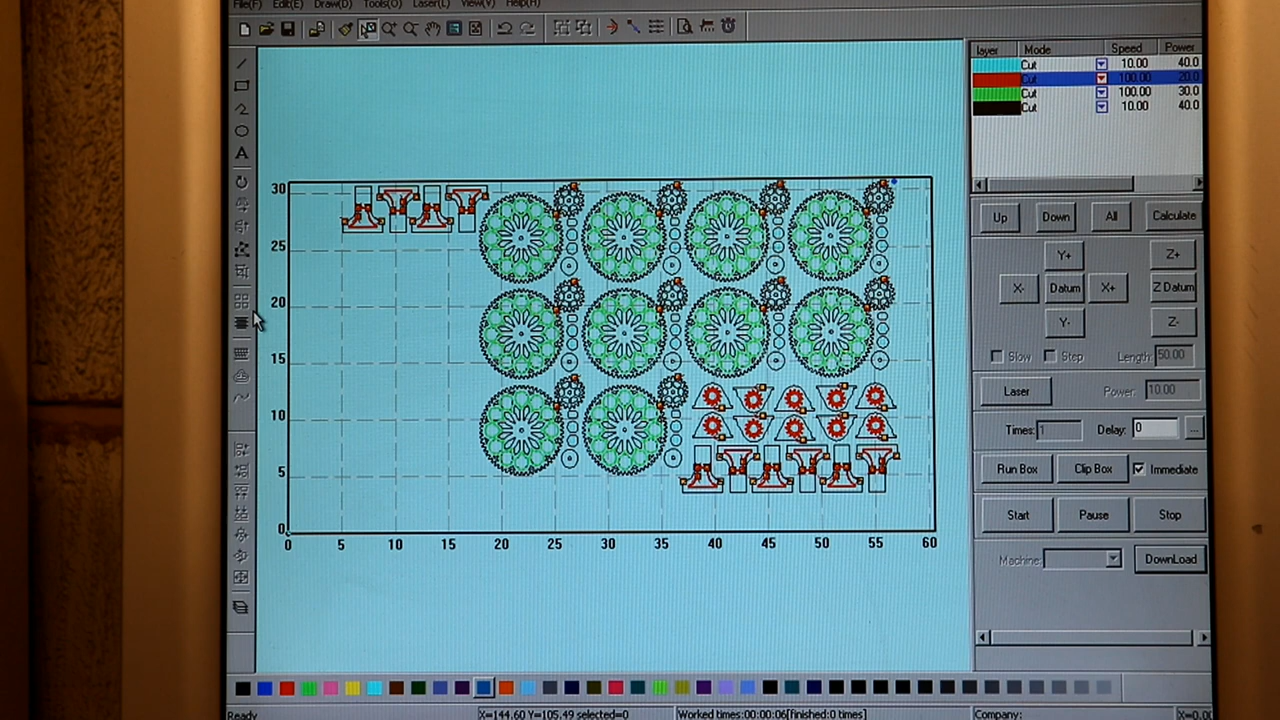 File(F) Edit(E) Draw(D) Tools(O) Laser(L) View(V) Help(H)
A
layer Mode Speed Power
Cut 10.00 40.0
Cut 100.00 20.0
Cut 100.00 30.0
Cut 10.00 40.0
Up Down All Calculate
Y+ Z+
X- Datum X+ Z Datum
Y- Z-
Slow Step Length: 50.00
Laser Power: 10.00
Times: 1 Delay: 0 ...
Run Box Clip Box Immediate
Start Pause Stop
Machine: DownLoad
30
25
20
15
10
5
0
0 5 10 15 20 25 30 35 40 45 50 55 60
Ready X=144.60 Y=105.49 selected=0 Worked times:00:00:06[finished:0 times] Company: